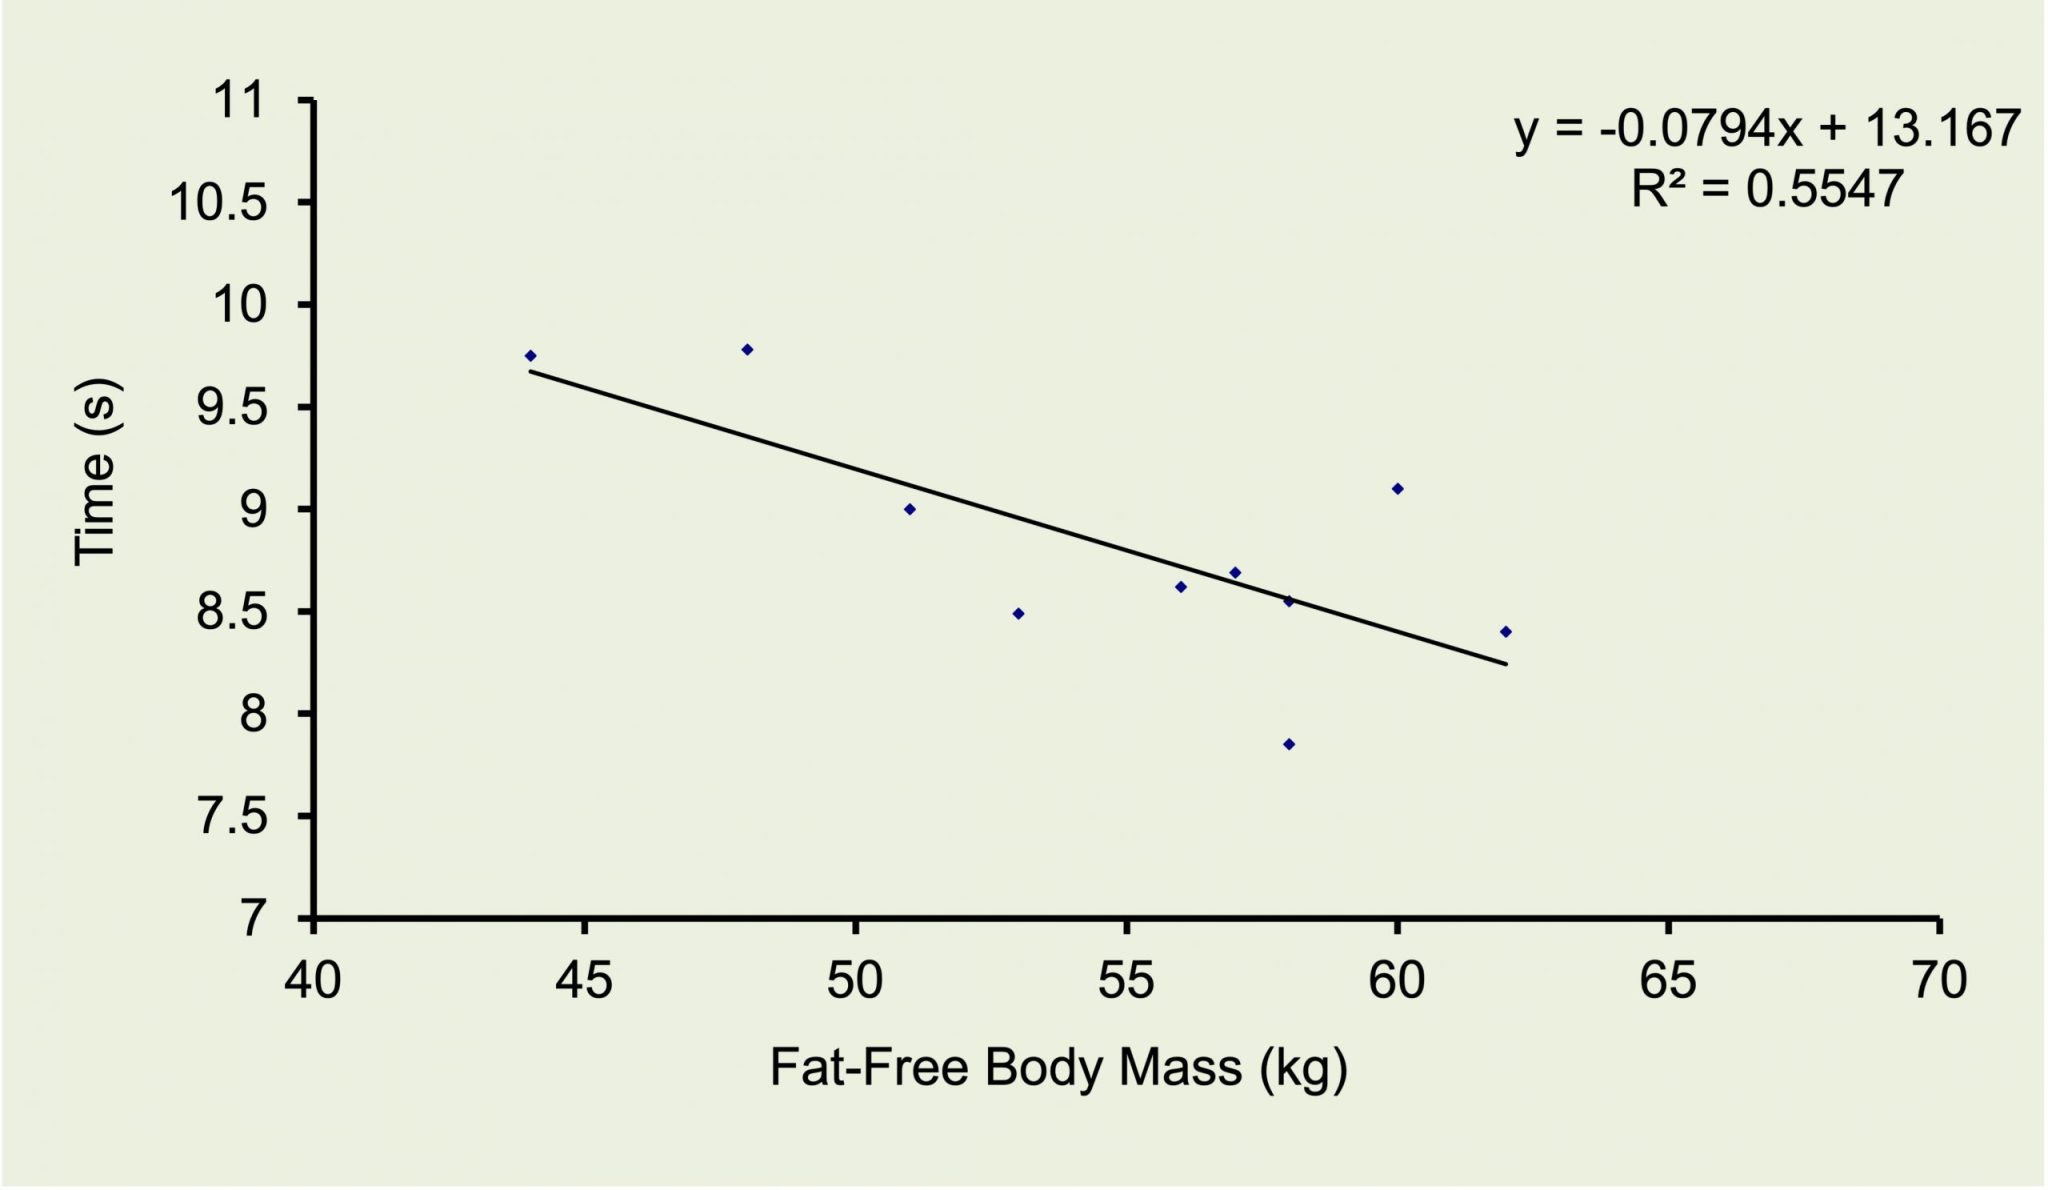 y = -0.0794x + 13.167
R² = 0.5547
11
10.5
10
9.5
9
8.5
8
7.5
7
Time (s)
40 45 50 55 60 65 70
Fat-Free Body Mass (kg)